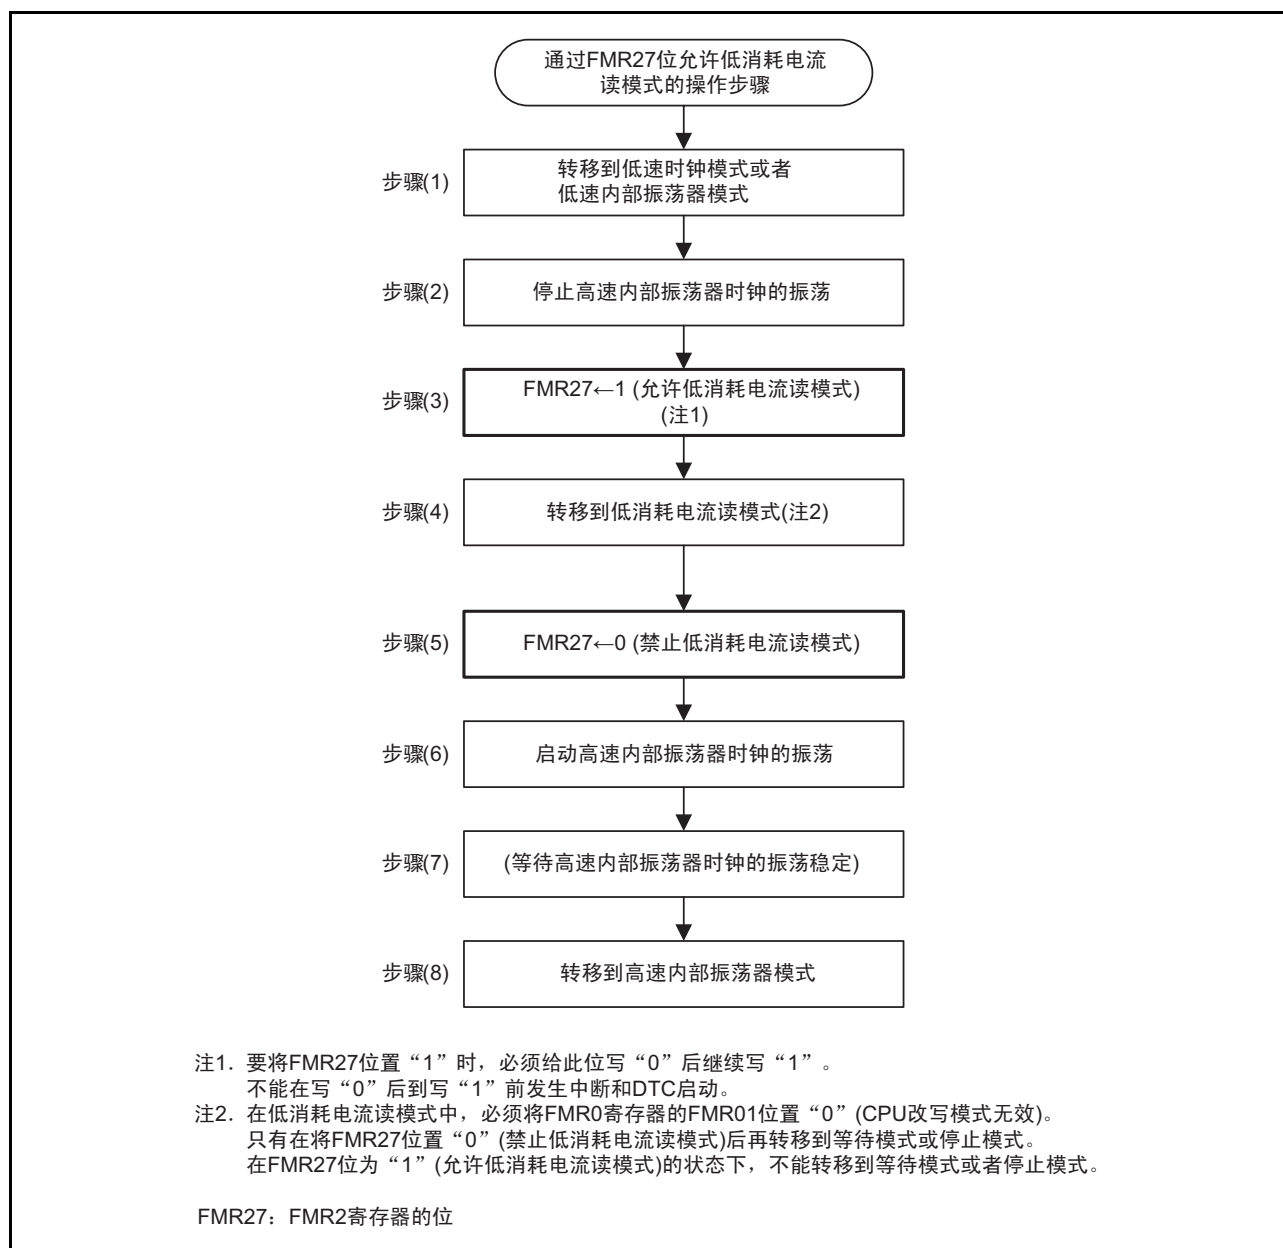 通过FMR27位允许低消耗电流
读模式的操作步骤
步骤(1)
转移到低速时钟模式或者
低速内部振荡器模式
步骤(2)
停止高速内部振荡器时钟的振荡
步骤(3)
FMR27←1 (允许低消耗电流读模式)
(注1)
步骤(4)
转移到低消耗电流读模式(注2)
步骤(5)
FMR27←0 (禁止低消耗电流读模式)
步骤(6)
启动高速内部振荡器时钟的振荡
步骤(7)
(等待高速内部振荡器时钟的振荡稳定)
步骤(8)
转移到高速内部振荡器模式
注1. 要将FMR27位置“1”时，必须给此位写“0”后继续写“1”。
不能在写“0”后到写“1”前发生中断和DTC启动。
注2. 在低消耗电流读模式中，必须将FMR0寄存器的FMR01位置“0”(CPU改写模式无效)。
只有在将FMR27位置“0”(禁止低消耗电流读模式)后再转移到等待模式或停止模式。
在FMR27位为“1”(允许低消耗电流读模式)的状态下，不能转移到等待模式或者停止模式。
FMR27：FMR2寄存器的位